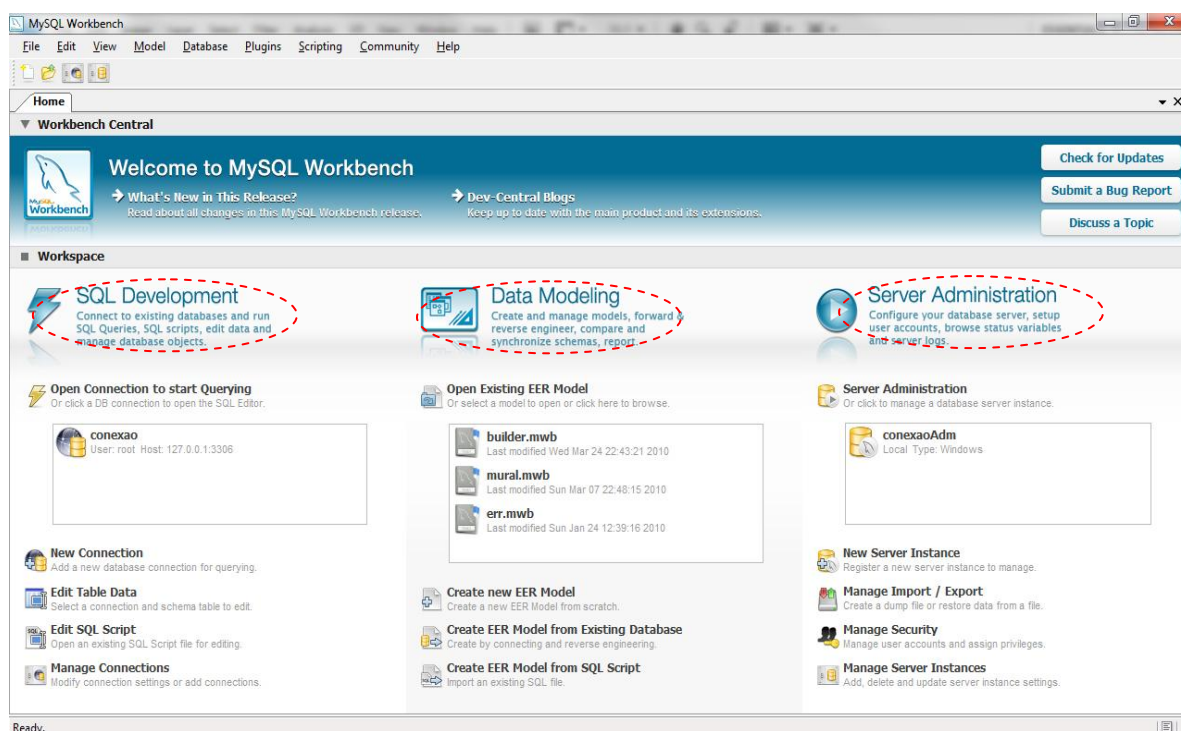 MySQL Workbench
File Edit View Model Database Plugins Scripting Community Help
Home
Workbench Central
Welcome to MySQL Workbench
What's New in This Release?
Read about all changes in this MySQL Workbench release.
Dev-Central Blogs
Keep up to date with the main product and its extensions.
Check for Updates
Submit a Bug Report
Discuss a Topic
MySQL
Workbench
Workspace
SQL Development
Connect to existing databases and run
SQL Queries, SQL scripts, edit data and
manage database objects.
Open Connection to start Querying
Or click a DB connection to open the SQL Editor.
conexao
User: root Host: 127.0.0.1:3306
New Connection
Add a new database connection for querying.
Edit Table Data
Select a connection and schema table to edit.
Edit SQL Script
Open an existing SQL Script file for editing.
Manage Connections
Modify connection settings or add connections.
Data Modeling
Create and manage models, forward &
reverse engineer, compare and
synchronize schemas, report.
Open Existing EER Model
Or select a model to open or click here to browse.
builder.mwb
Last modified Wed Mar 24 22:43:21 2010
mural.mwb
Last modified Sun Mar 07 22:48:15 2010
err.mwb
Last modified Sun Jan 24 12:39:16 2010
Create new EER Model
Create a new EER Model from scratch.
Create EER Model from Existing Database
Create by connecting and reverse engineering.
Create EER Model from SQL Script
Import an existing SQL file.
Server Administration
Configure your database server, setup
user accounts, browse status variables
and server logs.
Server Administration
Or click to manage a database server instance.
conexaoAdm
Local Type: Windows
New Server Instance
Register a new server instance to manage.
Manage Import / Export
Create a dump file or restore data from a file.
Manage Security
Manage user accounts and assign privileges.
Manage Server Instances
Add, delete and update server instance settings.
Ready.